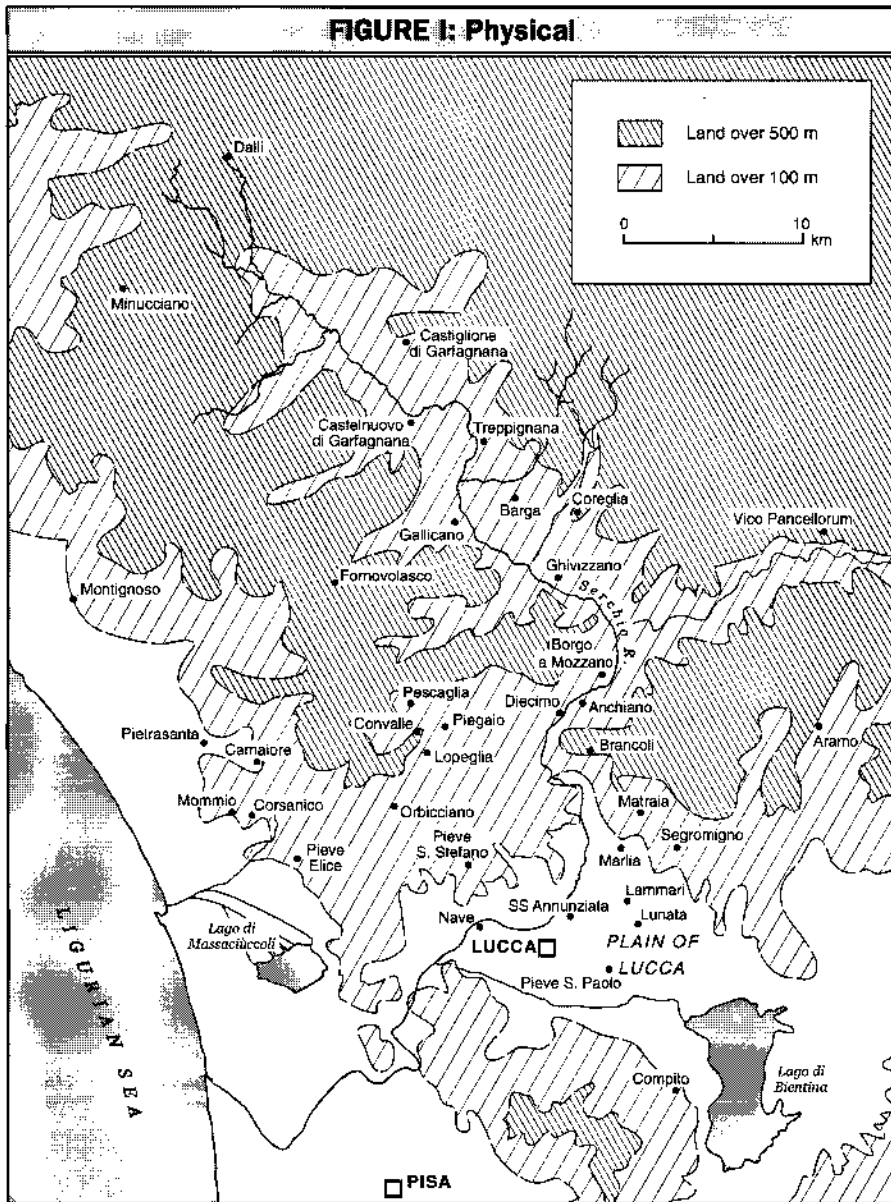 FIGURE I: Physical
Land over 500 m
Land over 100 m
0 10
km
Dalli
Minucciano
Castiglione
di Garfagnana
Castelnuovo
di Garfagnana
Treppignana
Barga
Coreglia
Vico Pancellorum
Gallicano
Ghivizzano
Fornovolasco
Montignoso
Serchio R.
Borgo
a Mozzano
Pescaglia
Diecimo
Anchiano
Convalle
Piegaio
Pietrasanta
Camaiore
Lopeglia
Brancoli
Aramo
Mommio
Corsanico
Orbicciano
Matraia
Pieve
Elice
Pieve
S. Stefano
Marlia
Segromigno
Lammari
SS Annunziata
Lunata
Nave
LUCCA
PLAIN OF
LUCCA
Lago di
Massaciùccoli
Pieve S. Paolo
LIGURIAN SEA
Compito
Lago di
Bientina
PISA